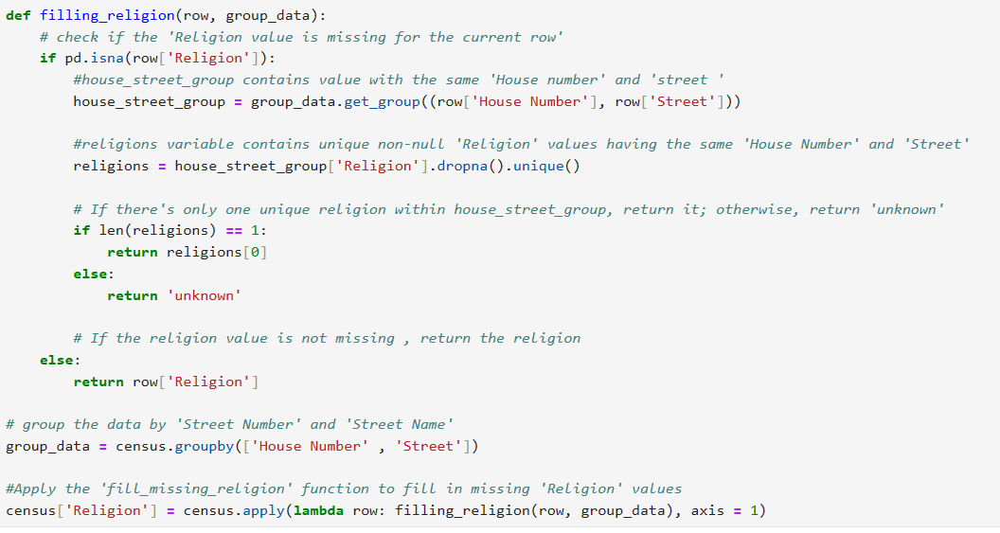 def filling_religion(row, group_data):
    # check if the 'Religion value is missing for the current row'
    if pd.isna(row['Religion']):
        #house_street_group contains value with the same 'House number' and 'street '
        house_street_group = group_data.get_group((row['House Number'], row['Street']))

        #religions variable contains unique non-null 'Religion' values having the same 'House Number' and 'Street'
        religions = house_street_group['Religion'].dropna().unique()

        # If there's only one unique religion within house_street_group, return it; otherwise, return 'unknown'
        if len(religions) == 1:
            return religions[0]
        else:
            return 'unknown'

        # If the religion value is not missing , return the religion
    else:
        return row['Religion']

# group the data by 'Street Number' and 'Street Name'
group_data = census.groupby(['House Number' , 'Street'])

#Apply the 'fill_missing_religion' function to fill in missing 'Religion' values
census['Religion'] = census.apply(lambda row: filling_religion(row, group_data), axis = 1)